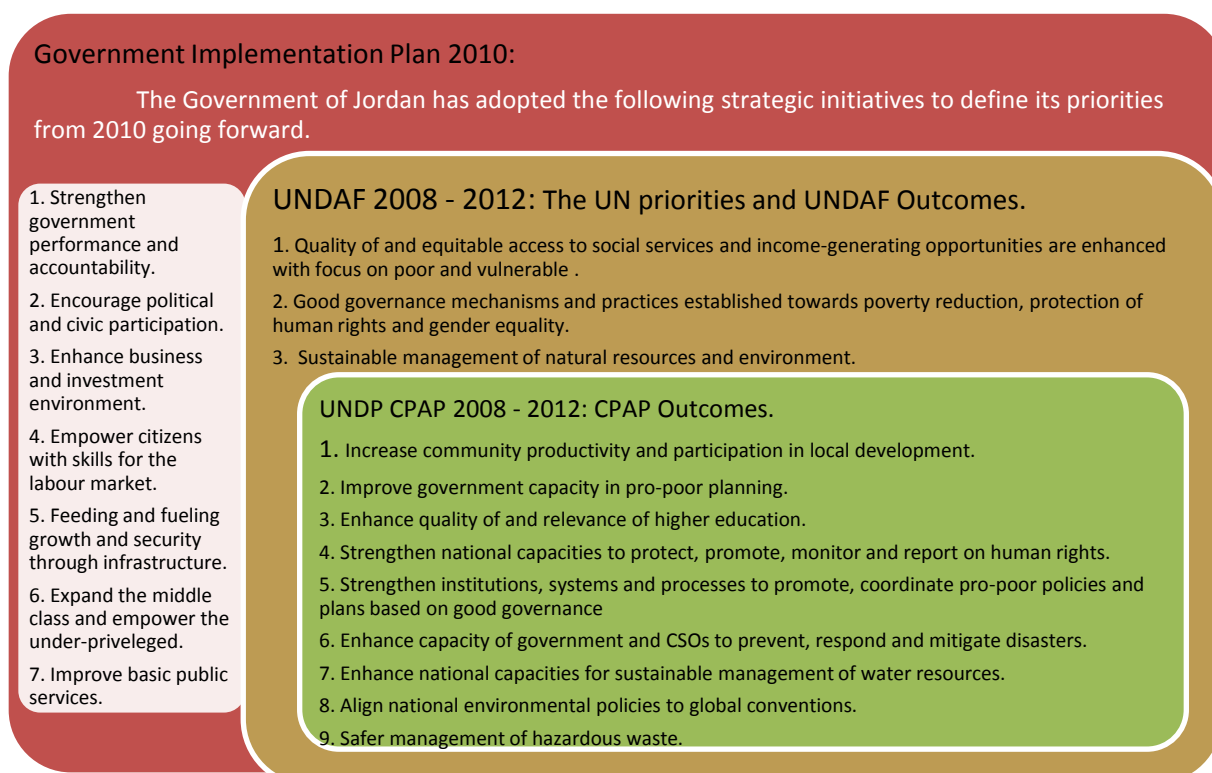 Government Implementation Plan 2010:
The Government of Jordan has adopted the following strategic initiatives to define its priorities
from 2010 going forward.
1. Strengthen
government
performance and
accountability.
2. Encourage political
and civic participation.
3. Enhance business
and investment
environment.
4. Empower citizens
with skills for the
labour market.
5. Feeding and fueling
growth and security
through infrastructure.
6. Expand the middle
class and empower the
under-priveleged.
7. Improve basic public
services.
UNDAF 2008 - 2012: The UN priorities and UNDAF Outcomes.
1. Quality of and equitable access to social services and income-generating opportunities are enhanced
with focus on poor and vulnerable .
2. Good governance mechanisms and practices established towards poverty reduction, protection of
human rights and gender equality.
3. Sustainable management of natural resources and environment.
UNDP CPAP 2008 - 2012: CPAP Outcomes.
1. Increase community productivity and participation in local development.
2. Improve government capacity in pro-poor planning.
3. Enhance quality of and relevance of higher education.
4. Strengthen national capacities to protect, promote, monitor and report on human rights.
5. Strengthen institutions, systems and processes to promote, coordinate pro-poor policies and
plans based on good governance
6. Enhance capacity of government and CSOs to prevent, respond and mitigate disasters.
7. Enhance national capacities for sustainable management of water resources.
8. Align national environmental policies to global conventions.
9. Safer management of hazardous waste.